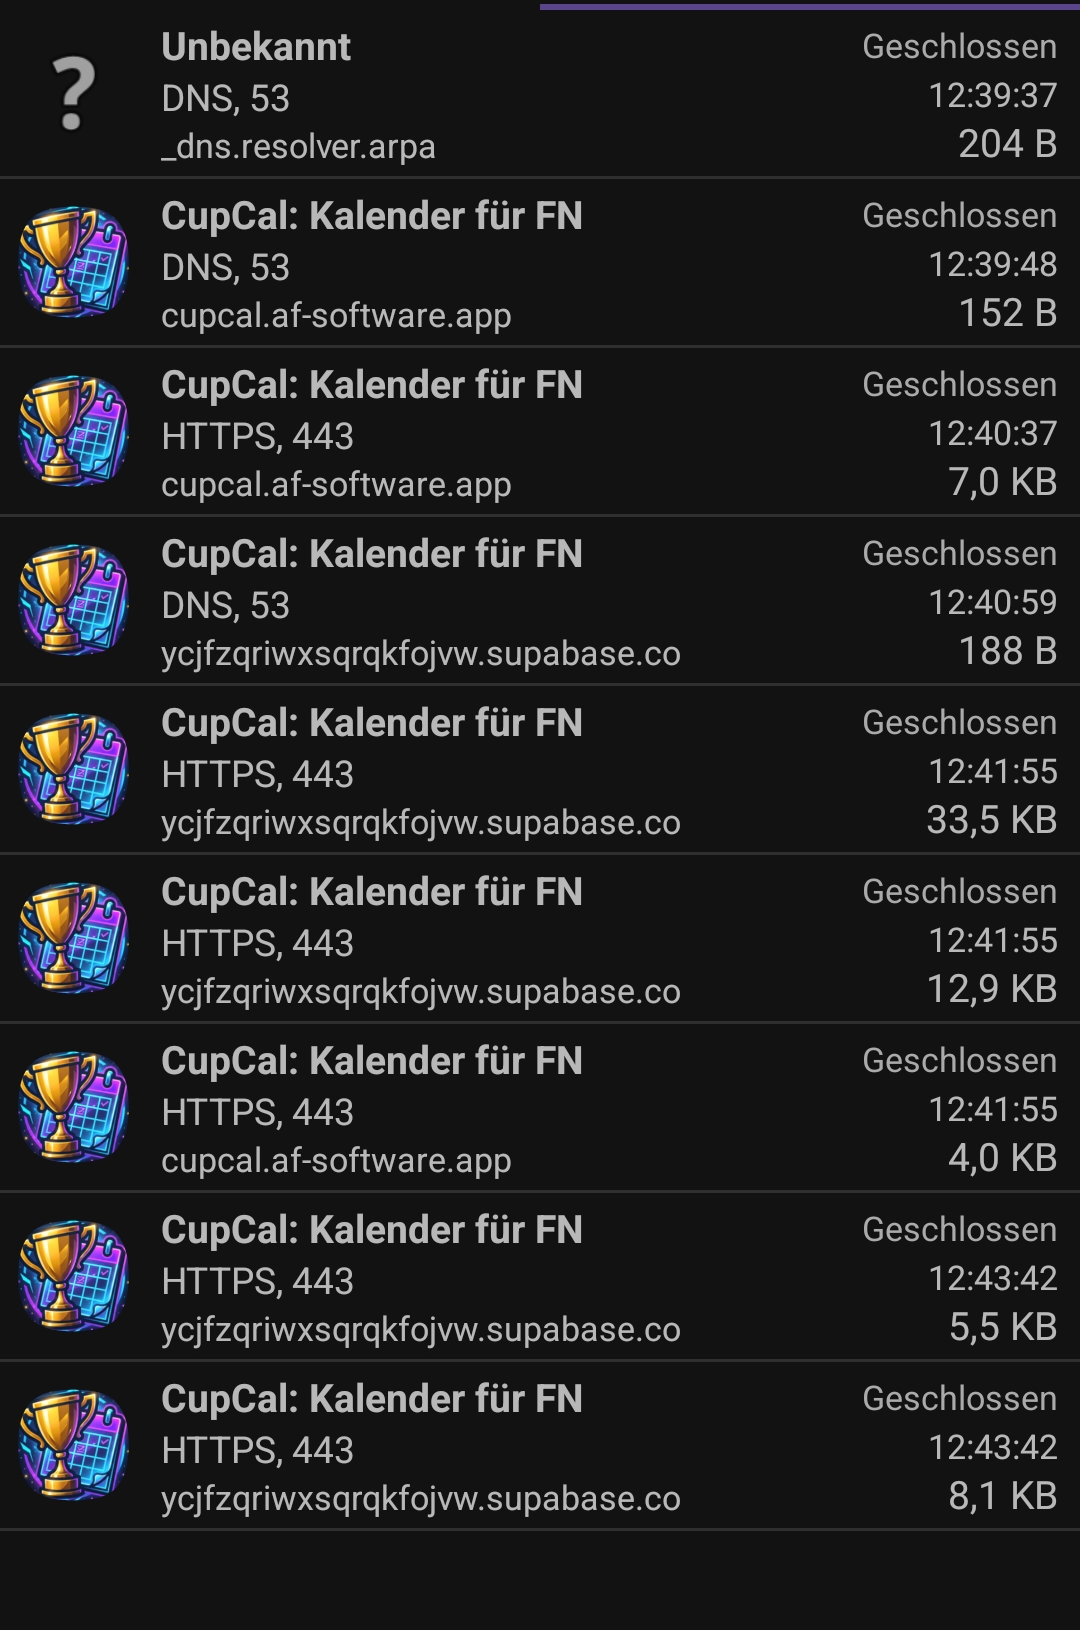 Unbekannt
Geschlossen
DNS, 53
12:39:37
_dns.resolver.arpa
204 B
CupCal: Kalender für FN
Geschlossen
DNS, 53
12:39:48
cupcal.af-software.app
152 B
CupCal: Kalender für FN
Geschlossen
HTTPS, 443
12:40:37
cupcal.af-software.app
7,0 KB
CupCal: Kalender für FN
Geschlossen
DNS, 53
12:40:59
ycjfzqriwxsqrqkfojvw.supabase.co
188 B
CupCal: Kalender für FN
Geschlossen
HTTPS, 443
12:41:55
ycjfzqriwxsqrqkfojvw.supabase.co
33,5 KB
CupCal: Kalender für FN
Geschlossen
HTTPS, 443
12:41:55
ycjfzqriwxsqrqkfojvw.supabase.co
12,9 KB
CupCal: Kalender für FN
Geschlossen
HTTPS, 443
12:41:55
cupcal.af-software.app
4,0 KB
CupCal: Kalender für FN
Geschlossen
HTTPS, 443
12:43:42
ycjfzqriwxsqrqkfojvw.supabase.co
5,5 KB
CupCal: Kalender für FN
Geschlossen
HTTPS, 443
12:43:42
ycjfzqriwxsqrqkfojvw.supabase.co
8,1 KB